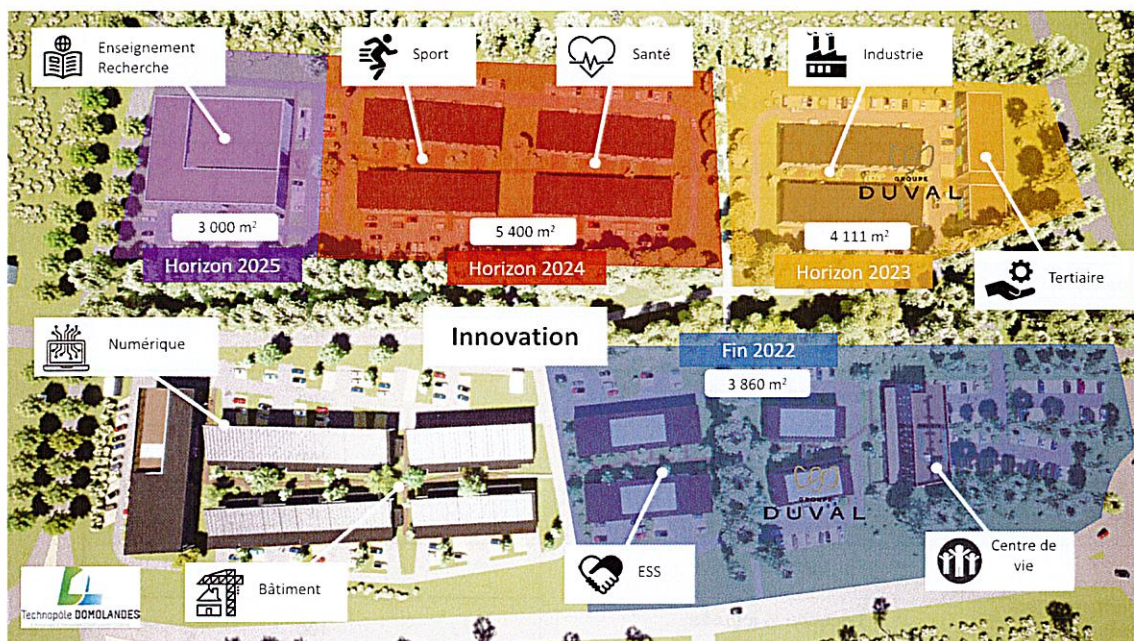 Enseignement
Recherche
Sport
Santé
Industrie
GROUPE
DUVAL
3 000 m²
5 400 m²
4 111 m²
Horizon 2025
Horizon 2024
Horizon 2023
Tertiaire
Numérique
Innovation
Fin 2022
3 860 m²
GROUPE
DUVAL
Bâtiment
ESS
Centre de
vie
Technopôle DOMOLANDES